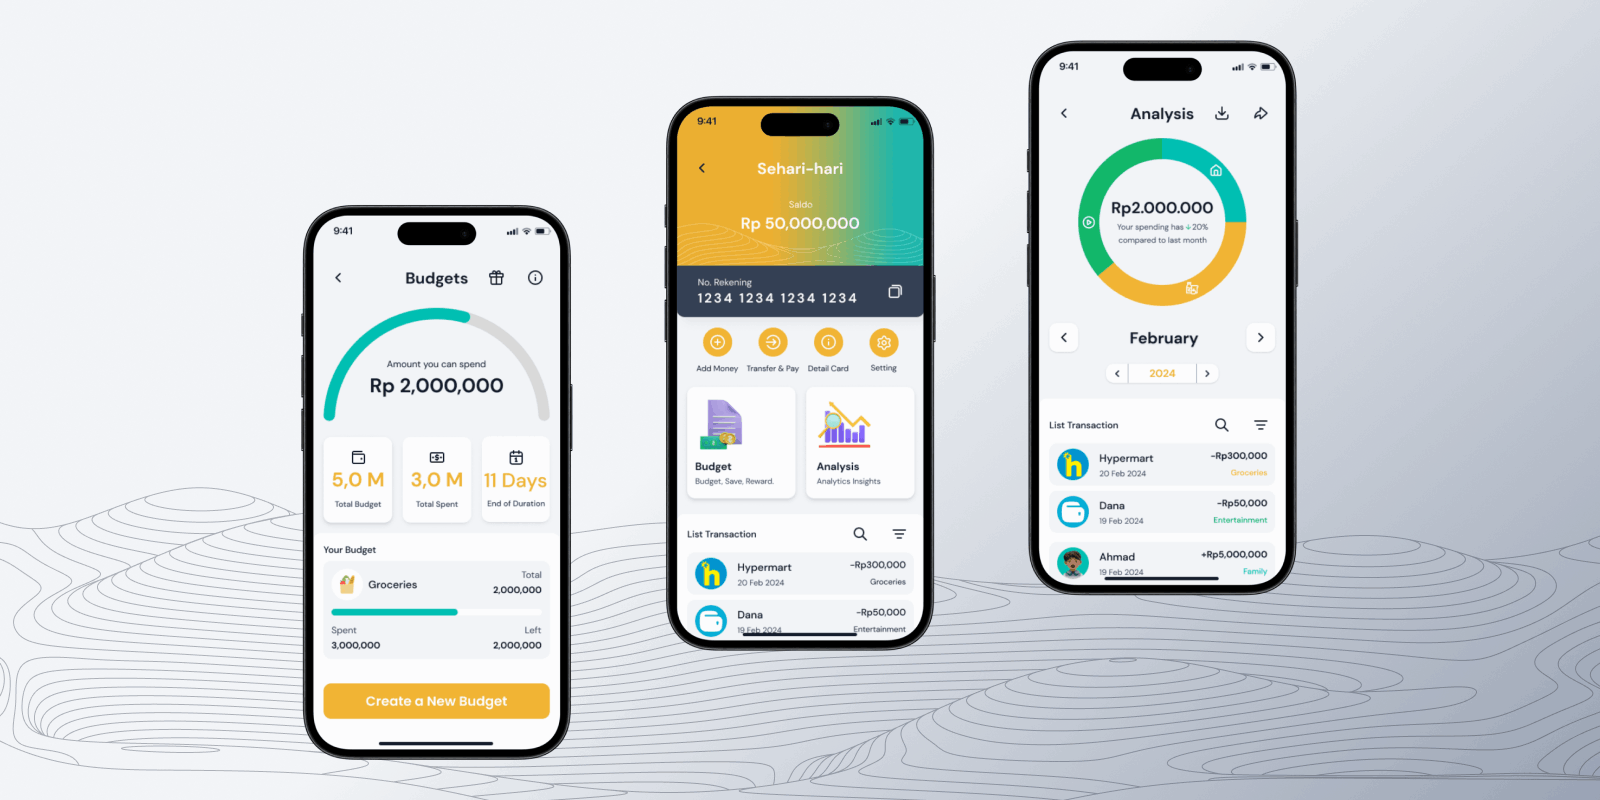 9:41
Budgets
Amount you can spend
Rp 2,000,000
5,0 M
Total Budget
3,0 M
Total Spent
11 Days
End of Duration
Your Budget
Groceries
Total
2,000,000
Spent
Left
3,000,000
2,000,000
Create a New Budget
9:41
Sehari-hari
Saldo
Rp 50,000,000
No. Rekening
1234 1234 1234 1234
Add Money
Transfer & Pay
Detail Card
Setting
Budget
Budget, Save, Reward.
Analysis
Analytics Insights
List Transaction
Hypermart
-Rp300,000
20 Feb 2024
Groceries
Dana
-Rp50,000
19 Feb 2024
Entertainment
9:41
Analysis
Rp2.000.000
Your spending has ↓20%
compared to last month
February
2024
List Transaction
Hypermart
-Rp300,000
20 Feb 2024
Groceries
Dana
-Rp50,000
19 Feb 2024
Entertainment
Ahmad
+Rp5,000,000
19 Feb 2024
Family